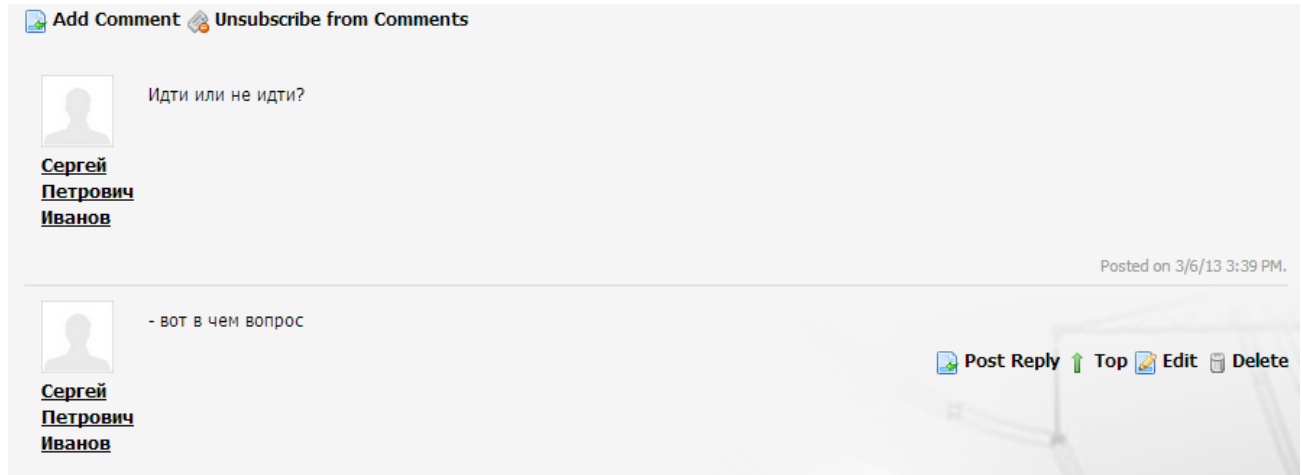 Add Comment Unsubscribe from Comments
Идти или не идти?
Сергей
Петрович
Иванов
Posted on 3/6/13 3:39 PM.
- вот в чем вопрос
Post Reply Top Edit Delete
Сергей
Петрович
Иванов